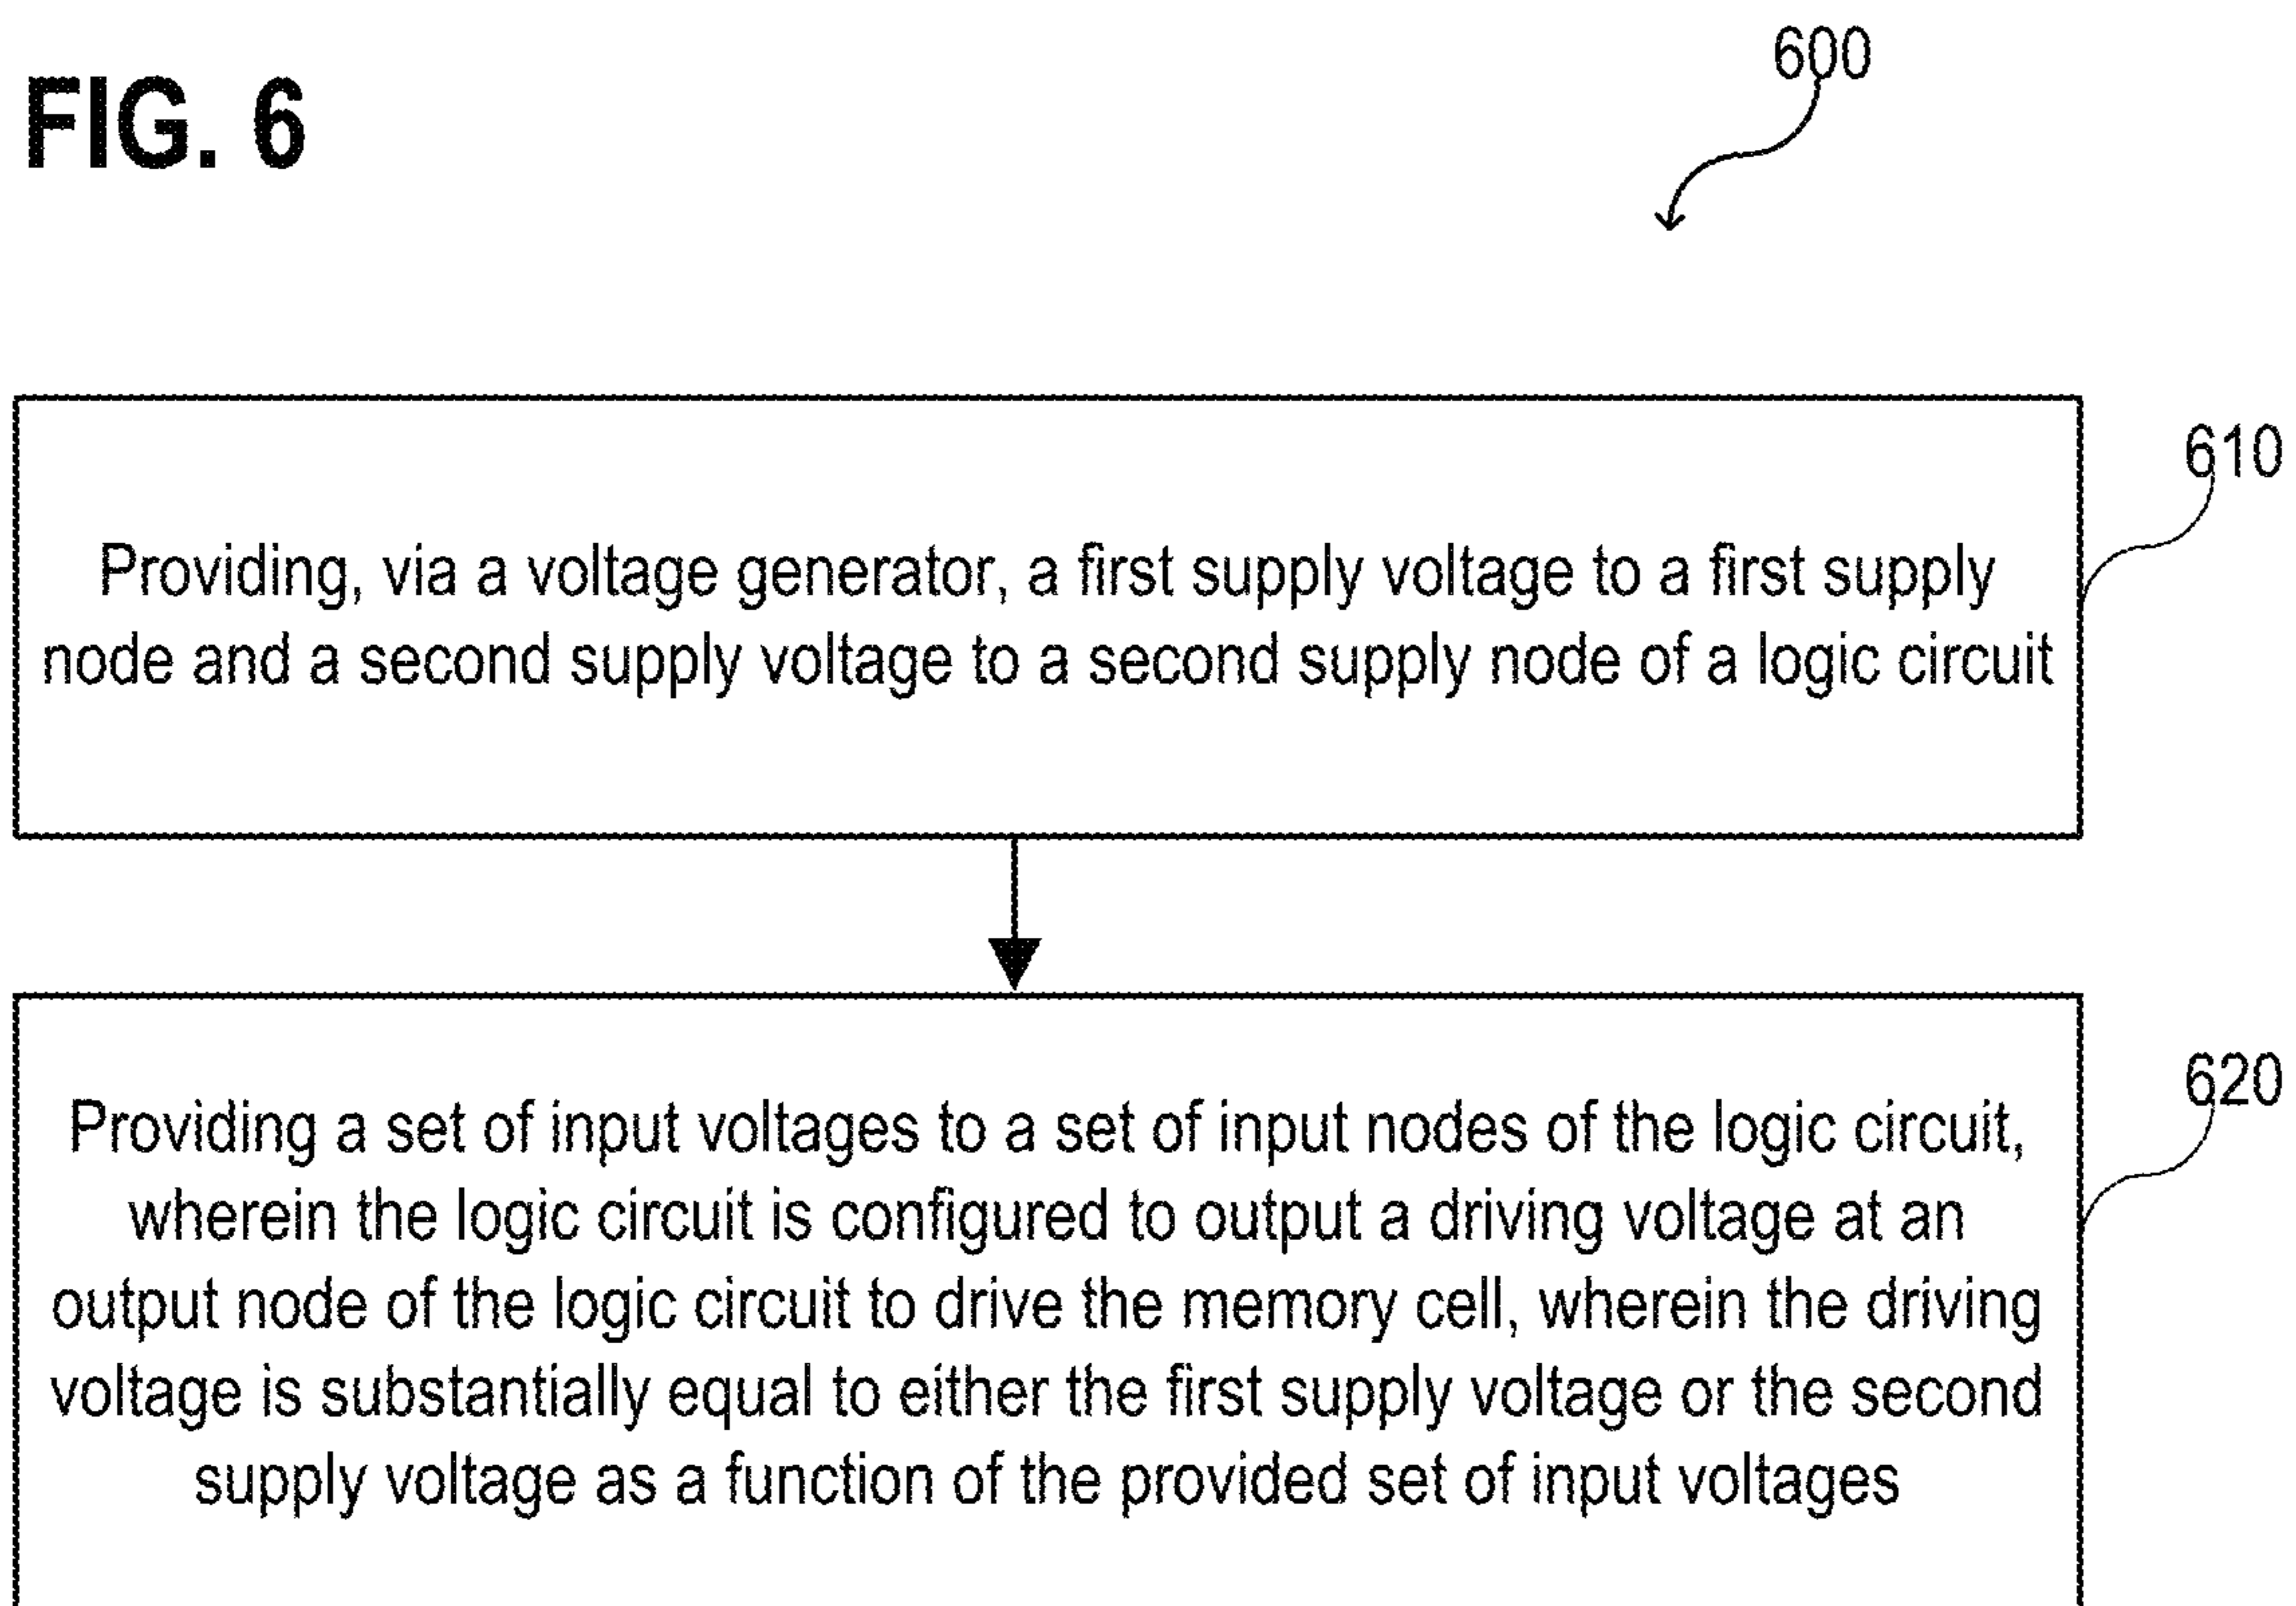 FIG. 6
600
610
Providing, via a voltage generator, a first supply voltage to a first supply
node and a second supply voltage to a second supply node of a logic circuit
620
Providing a set of input voltages to a set of input nodes of the logic circuit,
wherein the logic circuit is configured to output a driving voltage at an
output node of the logic circuit to drive the memory cell, wherein the driving
voltage is substantially equal to either the first supply voltage or the second
supply voltage as a function of the provided set of input voltages